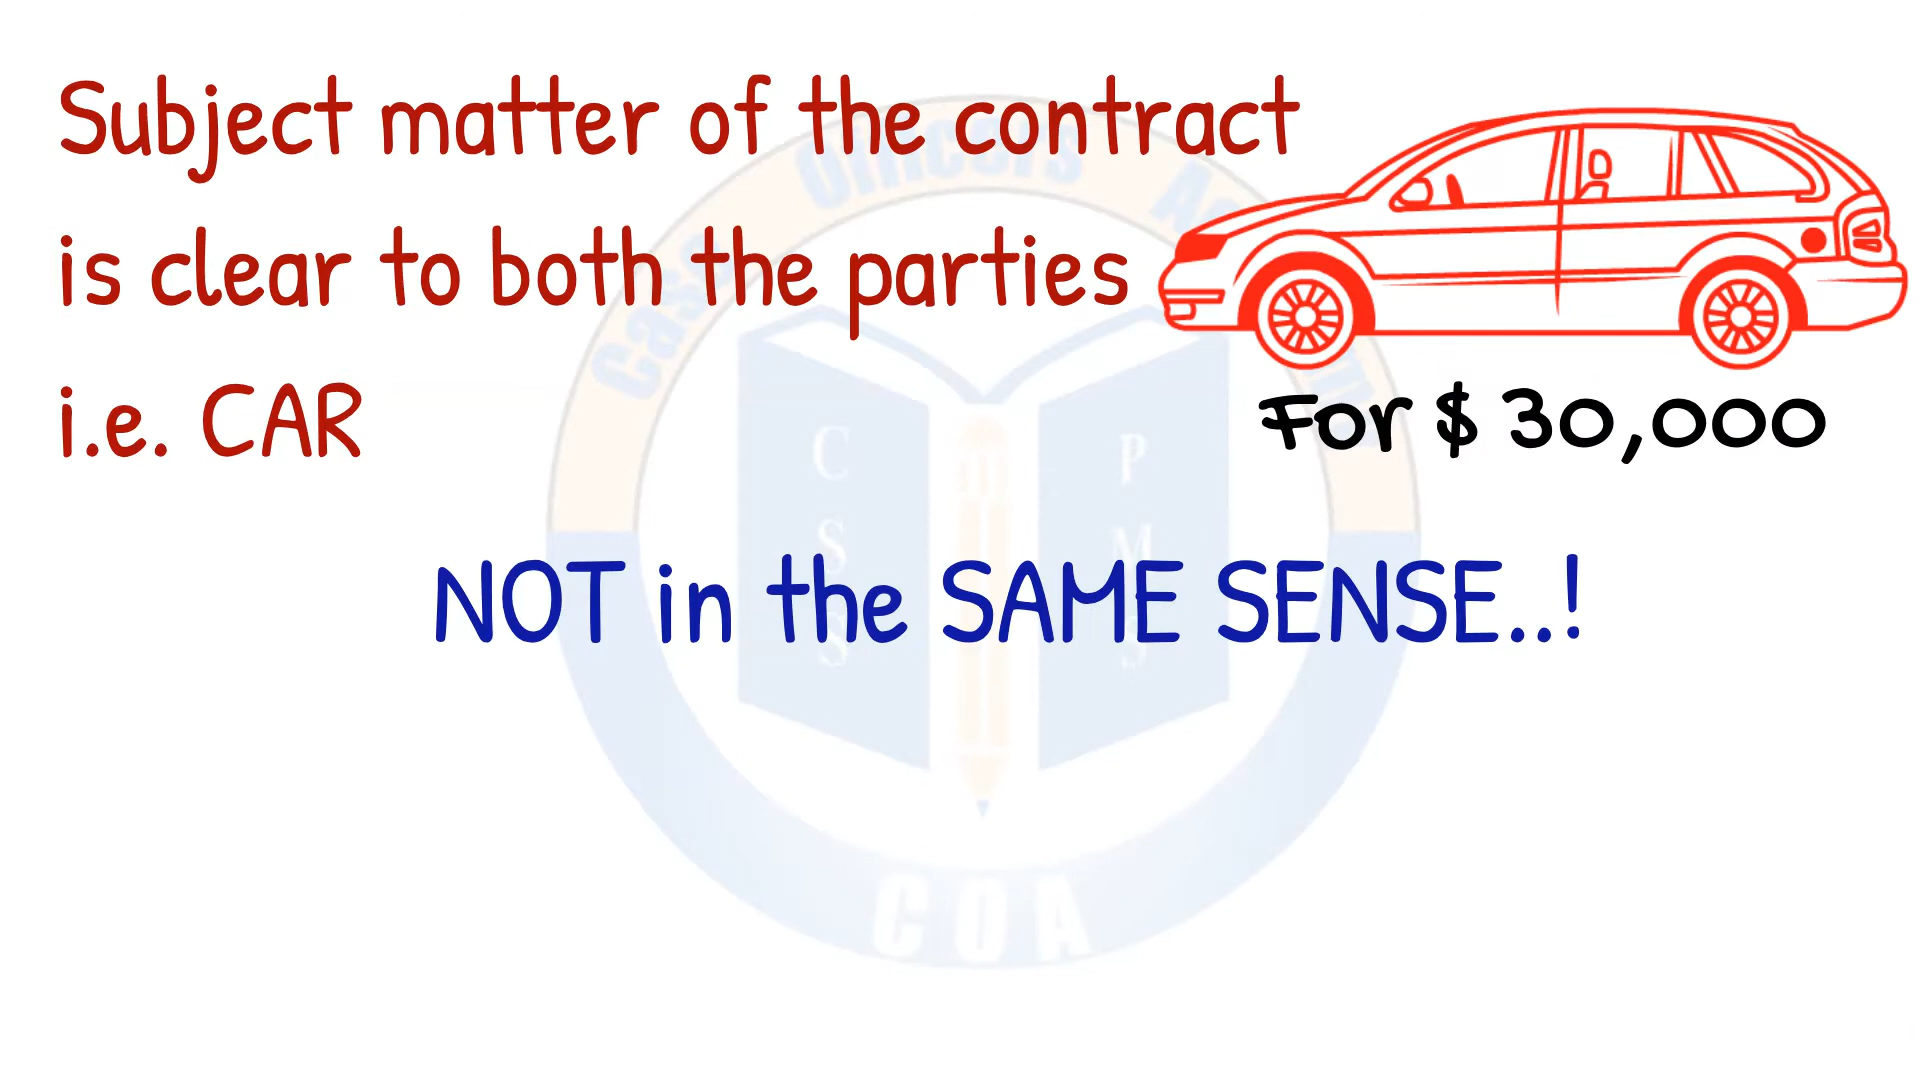 Subject matter of the contract
is clear to both the parties
i.e. CAR
For $ 30,000
NOT in the SAME SENSE..!
C
S
S
P
M
S
COA